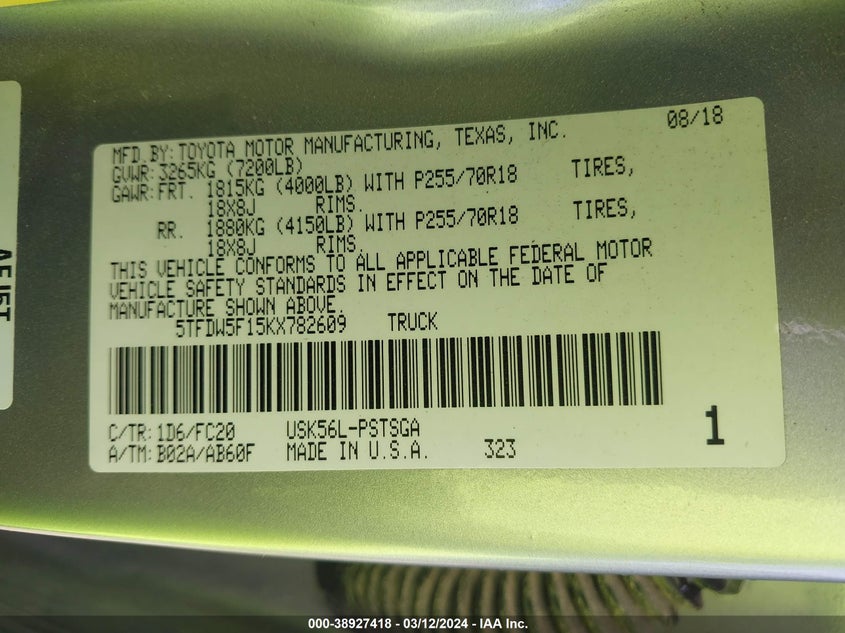 MFD.BY:TOYOTA MOTOR MANUFACTURING, TEXAS, INC. 08/18
GVWR:3265KG (7200LB)
GAWR:FRT. 1815KG (4000LB) WITH P255/70R18 TIRES,
18X8J RIMS.
RR. 1880KG (4150LB) WITH P255/70R18 TIRES,
18X8J RIMS.
THIS VEHICLE CONFORMS TO ALL APPLICABLE FEDERAL MOTOR
VEHICLE SAFETY STANDARDS IN EFFECT ON THE DATE OF
MANUFACTURE SHOWN ABOVE.
5TFDW5F15KX782609 TRUCK
C/TR:1D6/FC20 USK56L-PSTSGA 1
A/TM:B02A/AB60F MADE IN U.S.A. 323
000-38927418 - 03/12/2024 - IAA Inc.